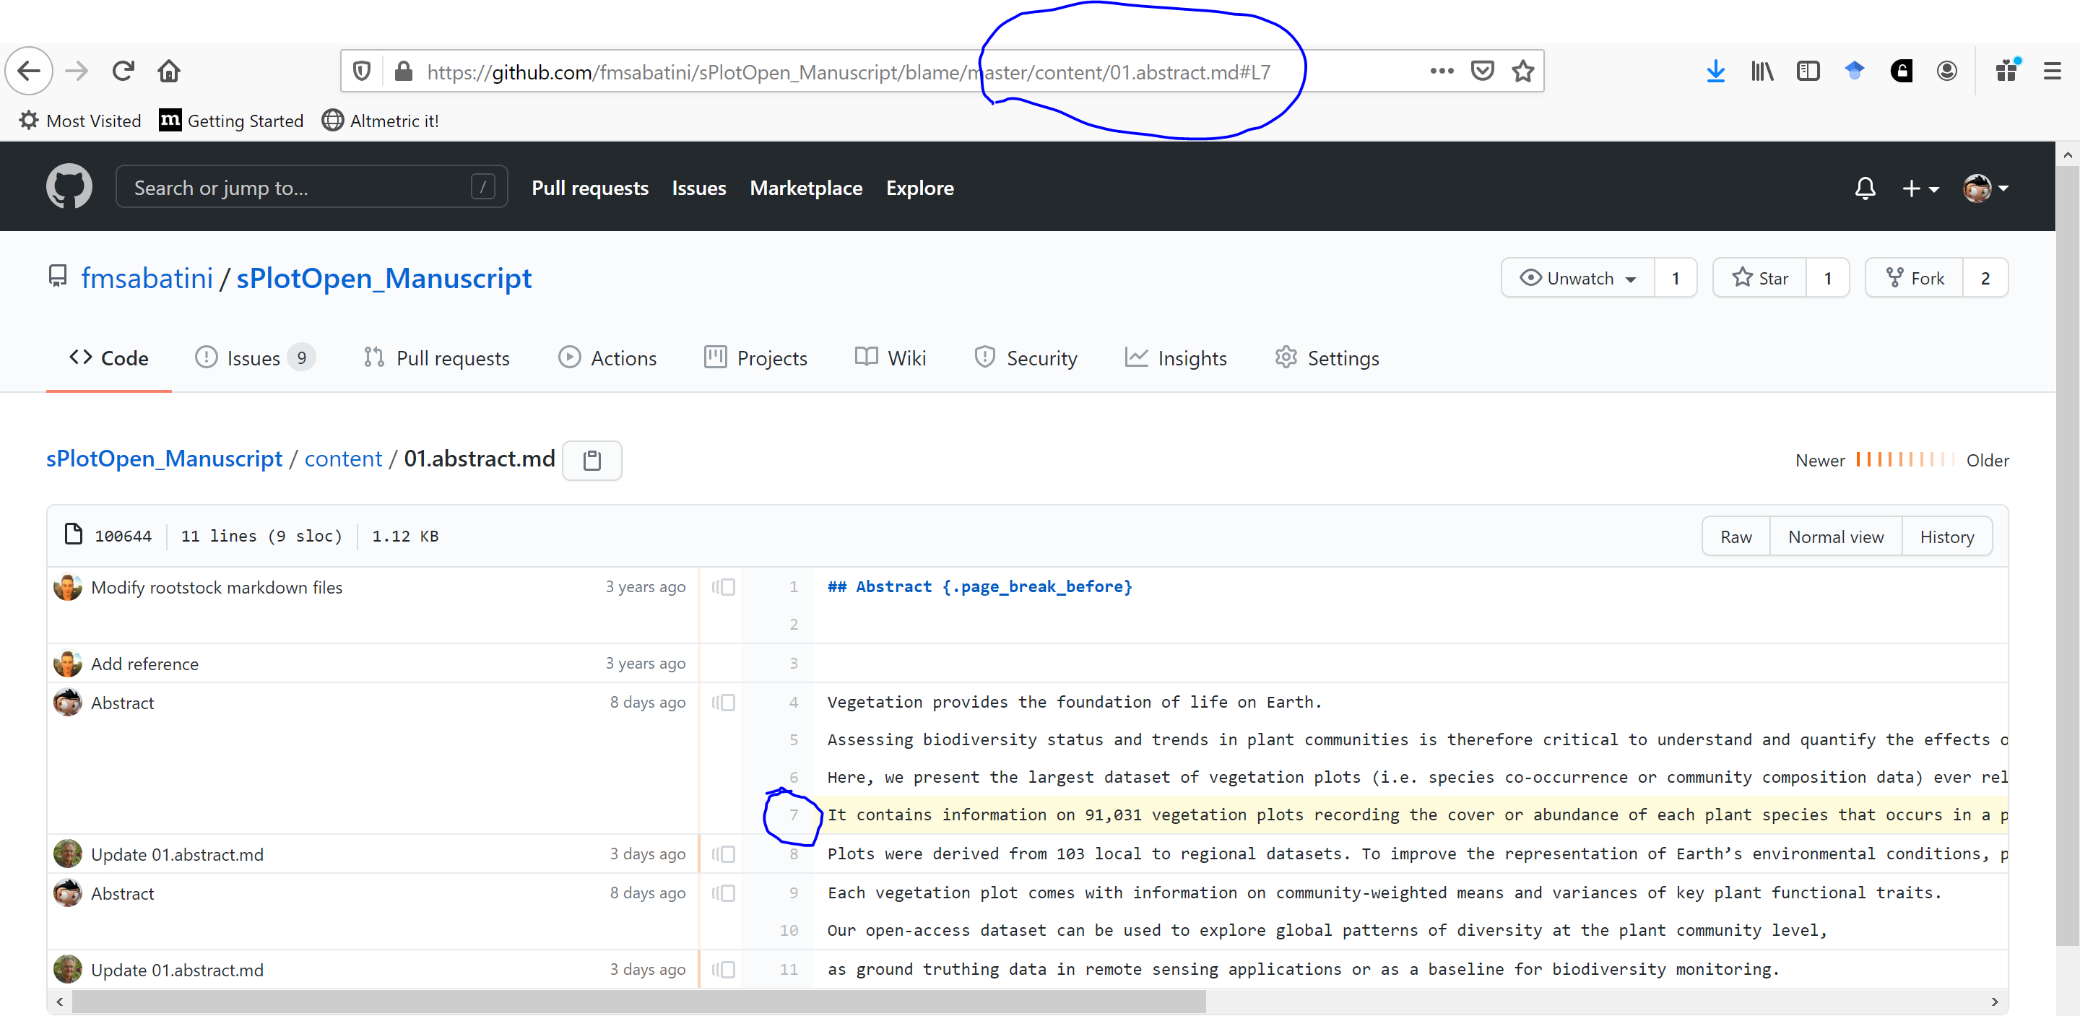 https://github.com/fmsabatini/sPlotOpen_Manuscript/blame/master/content/01.abstract.md#L7
Most Visited m Getting Started Altmetric it!
Search or jump to... / Pull requests Issues Marketplace Explore
fmsabatini / sPlotOpen_Manuscript Unwatch 1 Star 1 Fork 2
Code Issues 9 Pull requests Actions Projects Wiki Security Insights Settings
sPlotOpen_Manuscript / content / 01.abstract.md Newer Older
100644 11 lines (9 sloc) 1.12 KB Raw Normal view History
Modify rootstock markdown files 3 years ago 1 ## Abstract {.page_break_before}
2
Add reference 3 years ago 3
Abstract 8 days ago 4 Vegetation provides the foundation of life on Earth.
5 Assessing biodiversity status and trends in plant communities is therefore critical to understand and quantify the effects o
6 Here, we present the largest dataset of vegetation plots (i.e. species co-occurrence or community composition data) ever rel
7 It contains information on 91,031 vegetation plots recording the cover or abundance of each plant species that occurs in a p
Update 01.abstract.md 3 days ago 8 Plots were derived from 103 local to regional datasets. To improve the representation of Earth’s environmental conditions, p
Abstract 8 days ago 9 Each vegetation plot comes with information on community-weighted means and variances of key plant functional traits.
10 Our open-access dataset can be used to explore global patterns of diversity at the plant community level,
Update 01.abstract.md 3 days ago 11 as ground truthing data in remote sensing applications or as a baseline for biodiversity monitoring.